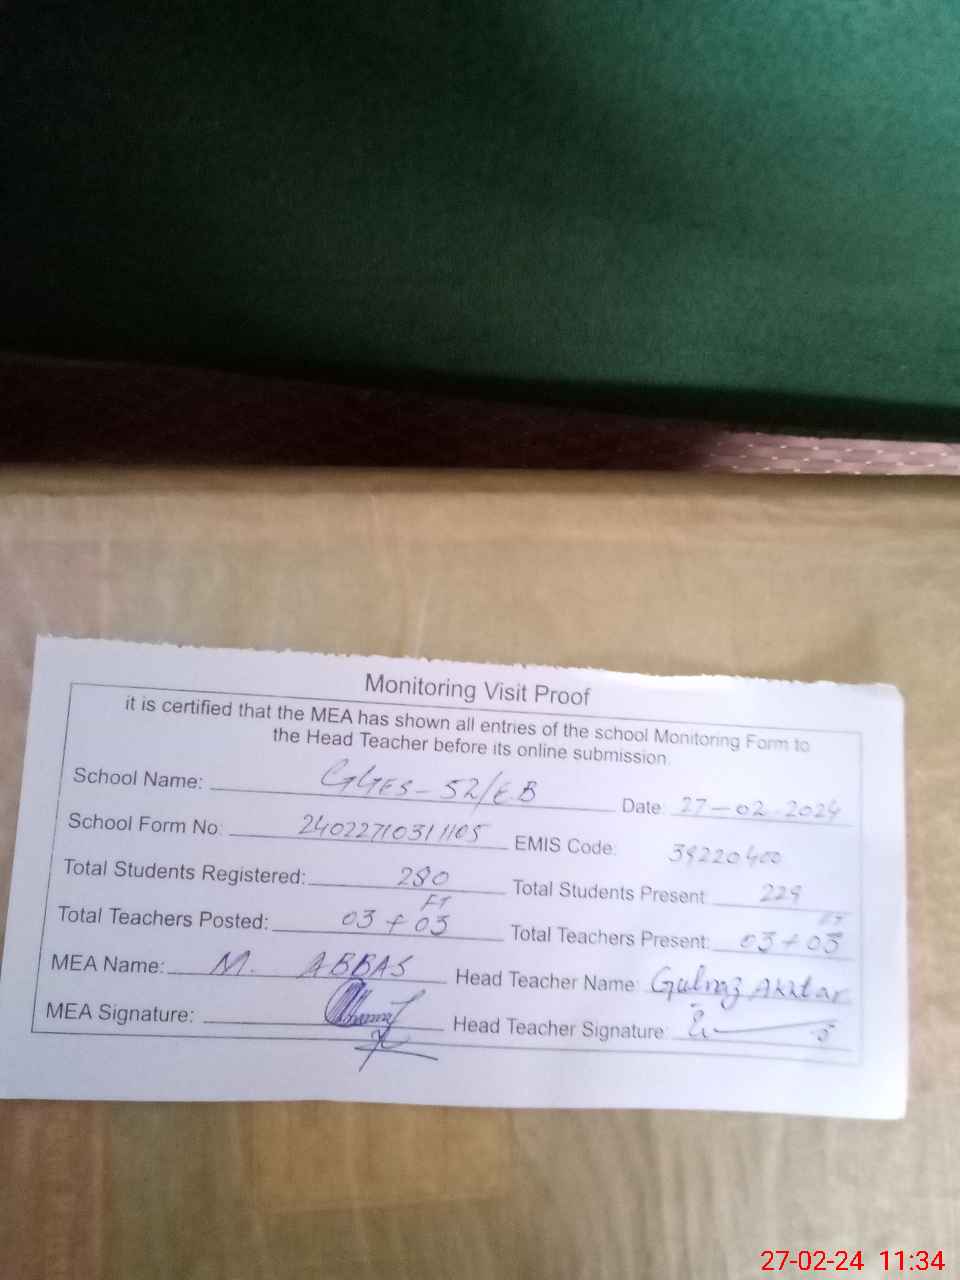 Monitoring Visit Proof
it is certified that the MEA has shown all entries of the school Monitoring Form to
the Head Teacher before its online submission.
School Name: GGES- 52/E.B Date: 27-02-2024
School Form No: 24022710311105 EMIS Code: 39220400
Total Students Registered: 280 Total Students Present: 229
Total Teachers Posted: 03 + 03 FT Total Teachers Present: 03 + 03
MEA Name: M. ABBAS Head Teacher Name: Gulnaz Akhtar
MEA Signature: Head Teacher Signature:
27-02-24 11:34